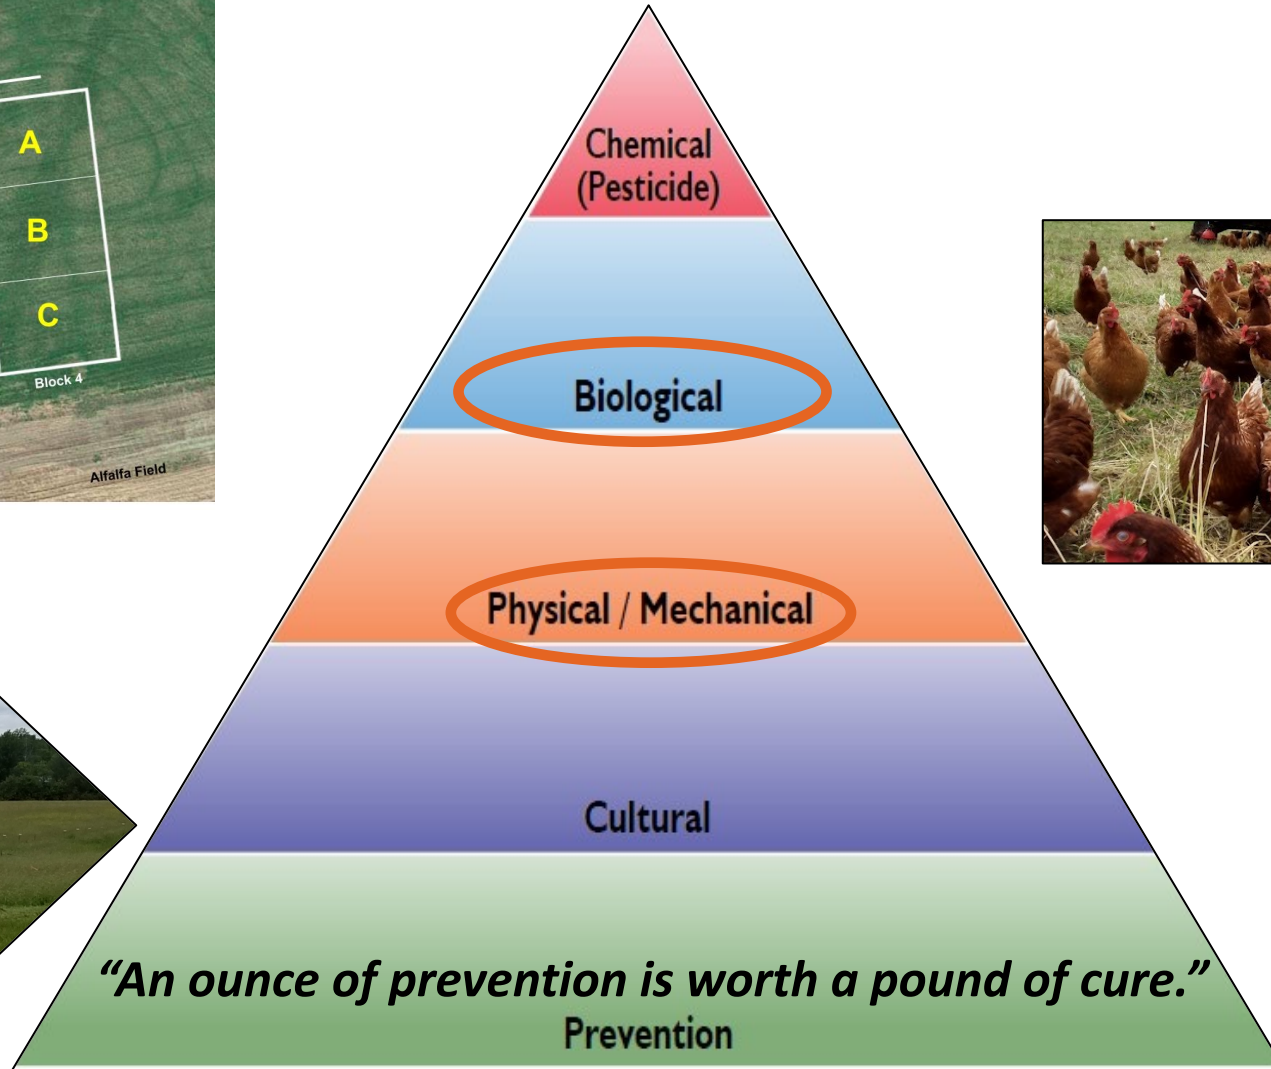 A
B
C
Block 4
Alfalfa Field
Chemical
(Pesticide)
Biological
Physical / Mechanical
Cultural
“An ounce of prevention is worth a pound of cure.”
Prevention